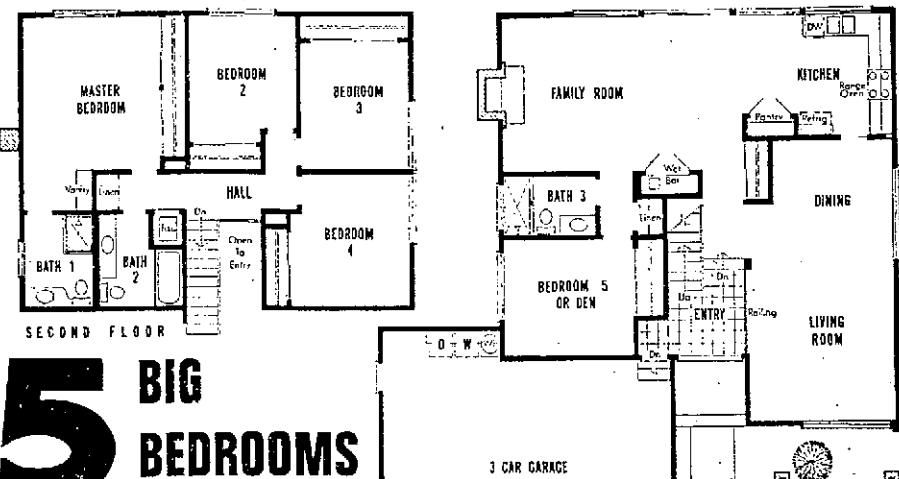 MASTER
BEDROOM
BEDROOM
2
BEDROOM
3
Vanity
Linen
HALL
Dn
Open
To
Entry
BEDROOM
4
BATH 1
BATH
2
SECOND FLOOR
5 BIG
BEDROOMS
DW
FAMILY ROOM
KITCHEN
Range
Oven
Pantry
Refrig
Wet
Bar
BATH 3
Linen
DINING
BEDROOM 5
OR DEN
Dn
Up
ENTRY
Railing
LIVING
ROOM
Dn
D
W
3 CAR GARAGE